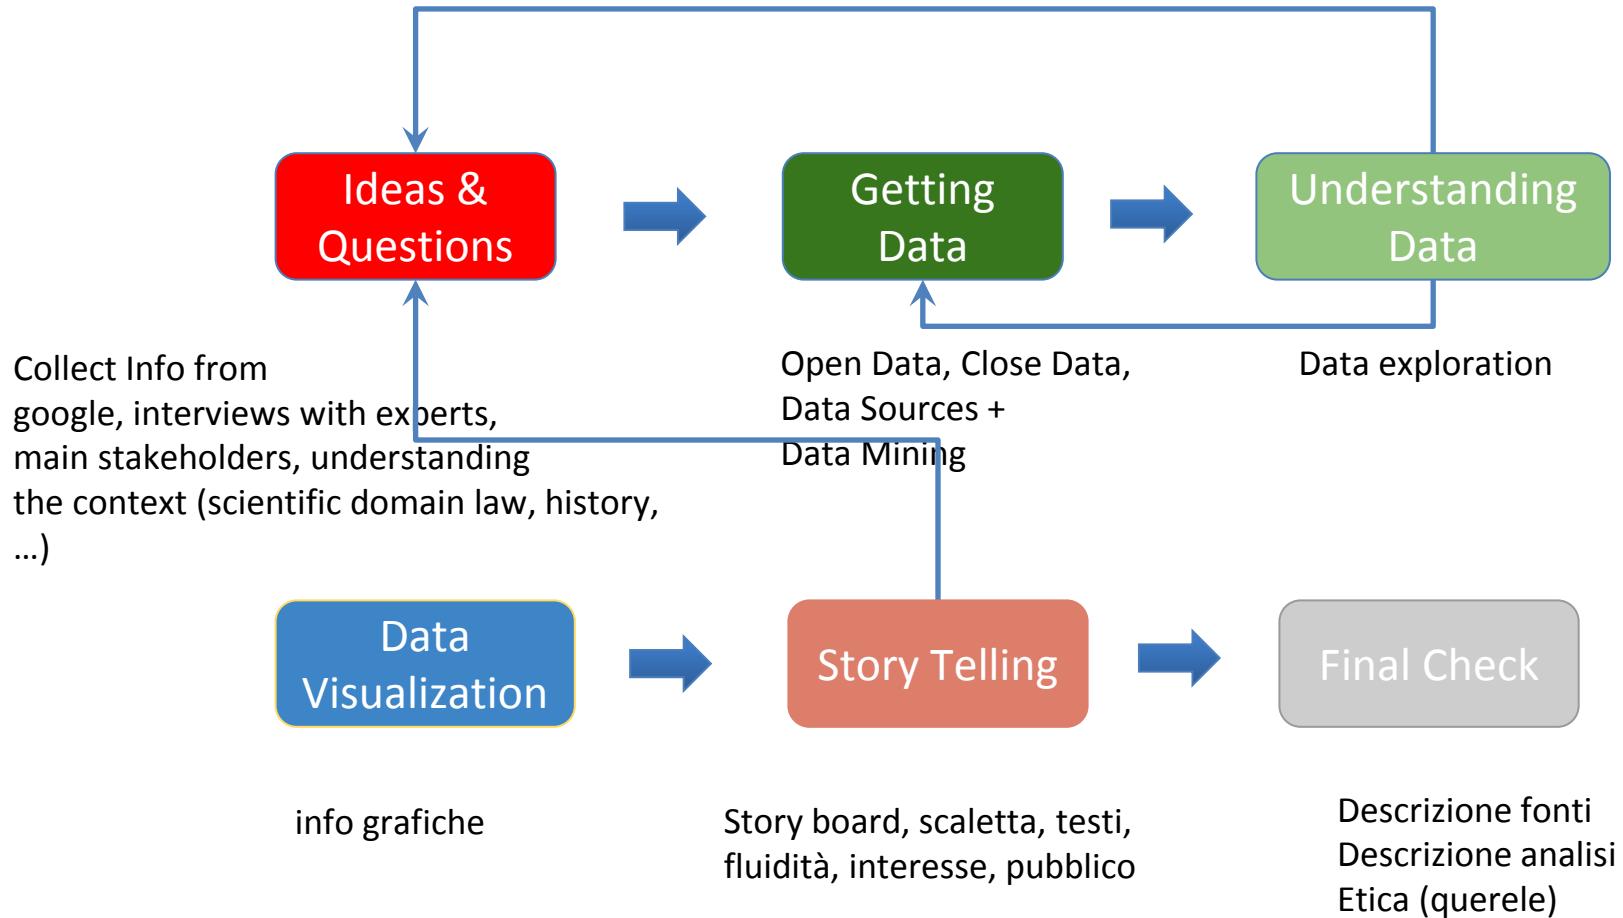 Ideas &
Questions
Getting
Data
Understanding
Data
Collect Info from
google, interviews with experts,
main stakeholders, understanding
the context (scientific domain law, history,
…)
Open Data, Close Data,
Data Sources +
Data Mining
Data exploration
Data
Visualization
Story Telling
Final Check
info grafiche
Story board, scaletta, testi,
fluidità, interesse, pubblico
Descrizione fonti
Descrizione analisi
Etica (querele)